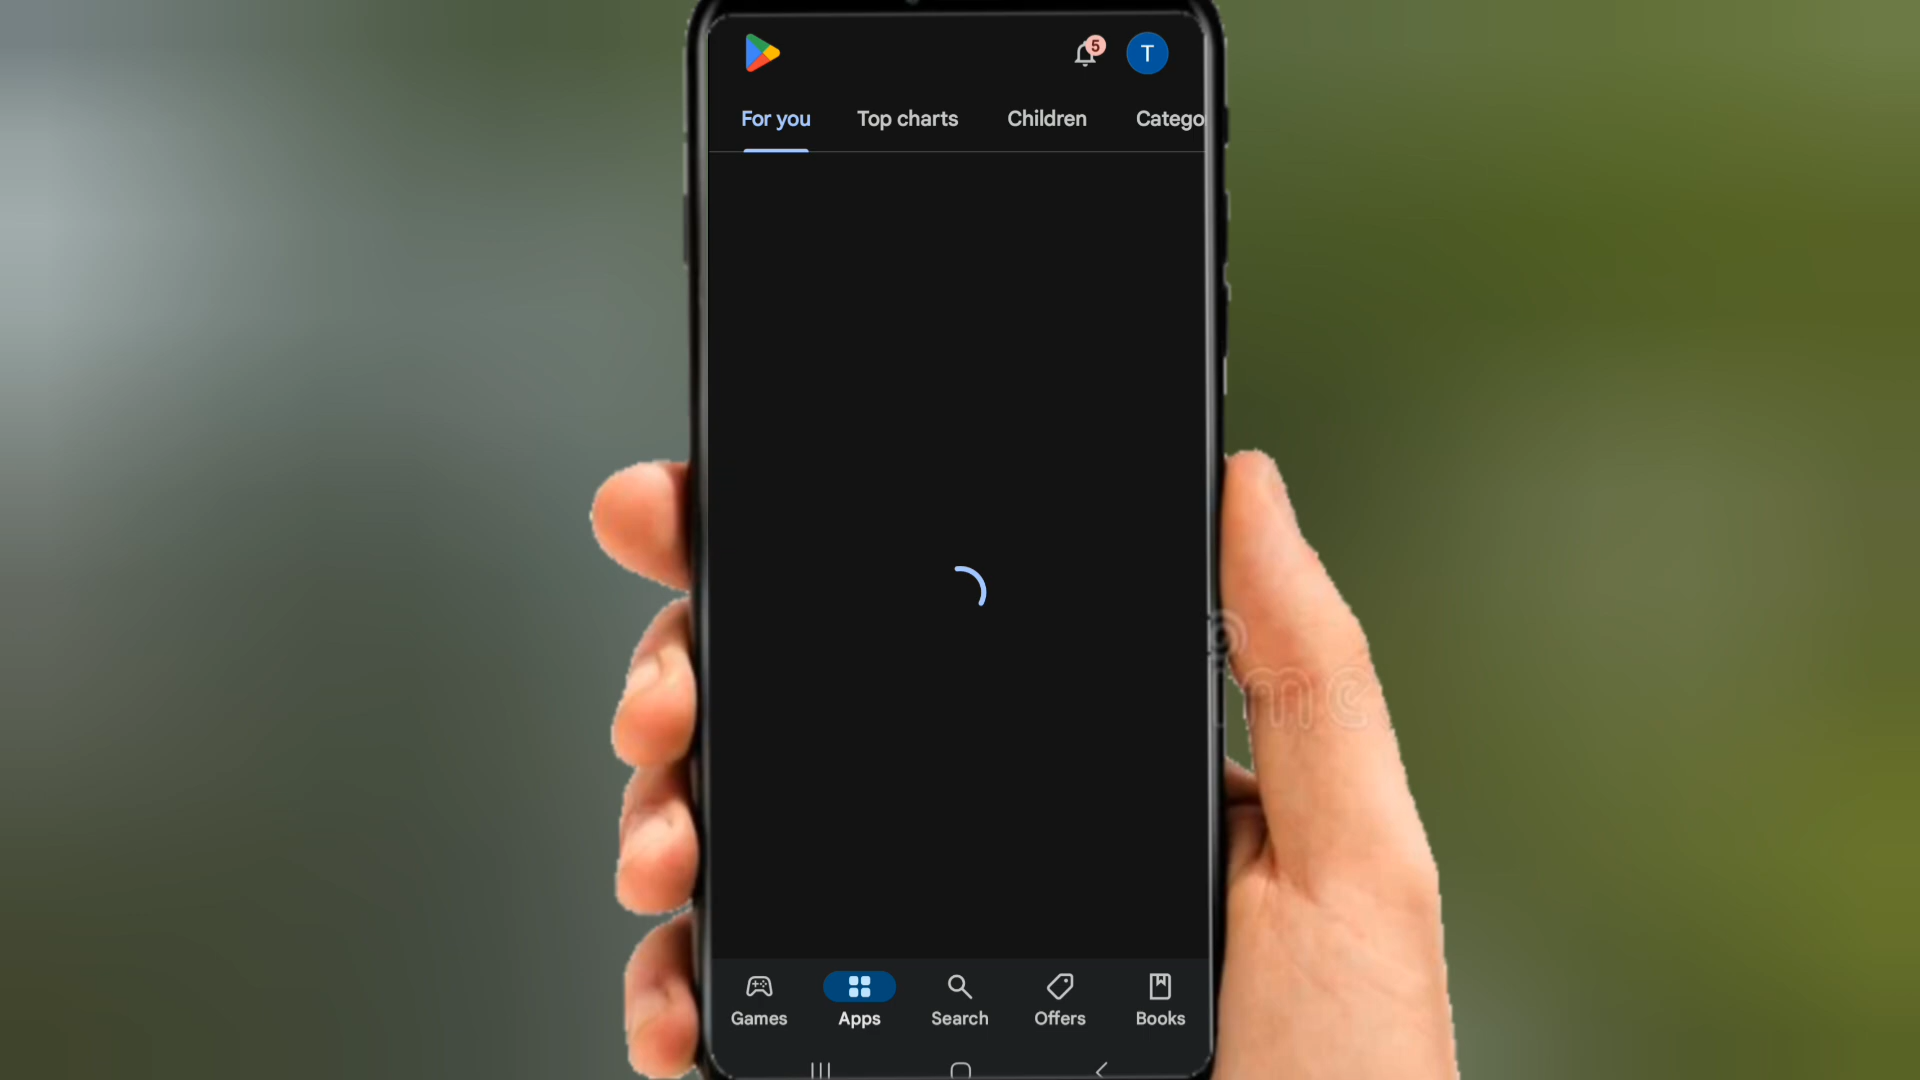 5
T
For you
Top charts
Children
Catego
Games
Apps
Search
Offers
Books